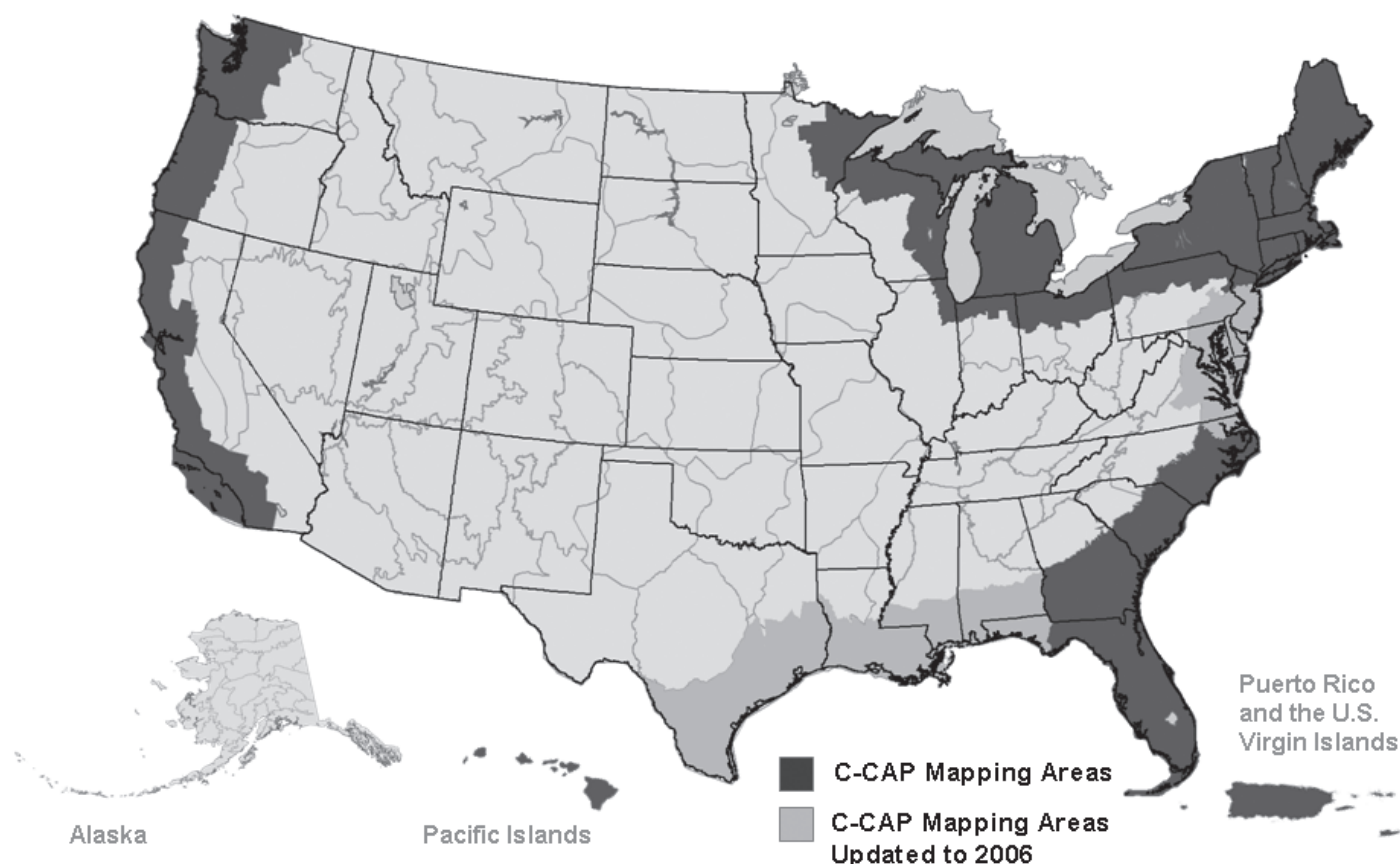 Puerto Rico
and the U.S.
Virgin Islands
C-CAP Mapping Areas
C-CAP Mapping Areas
Updated to 2006
Alaska
Pacific Islands